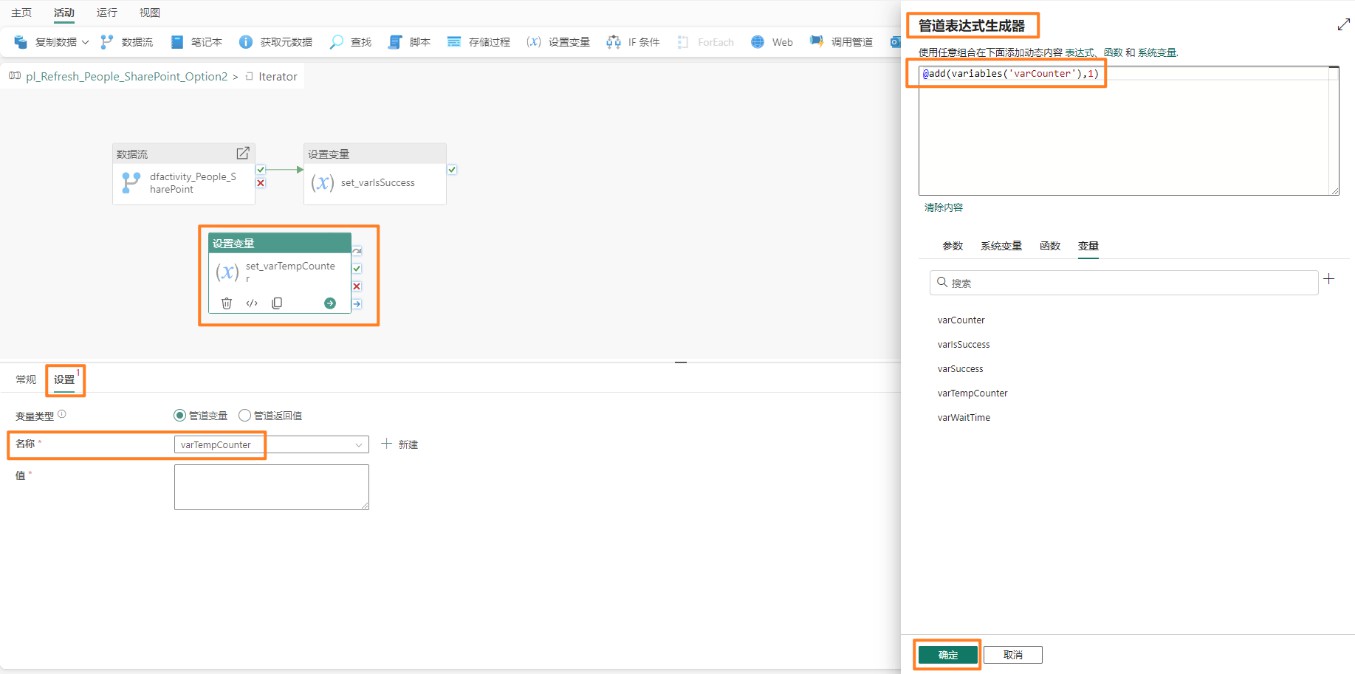 主页 活动 运行 视图
复制数据 数据流 笔记本 获取元数据 查找 脚本 存储过程 (x) 设置变量 IF 条件 ForEach Web 调用管道
pl_Refresh_People_SharePoint_Option2 > Iterator
数据流
dfactivity_People_S
harePoint
设置变量
(x) set_varIsSuccess
设置变量
(x) set_varTempCounte
r
常规 设置 1
变量类型 管道变量 管道返回值
名称 * varTempCounter 新建
值 *
管道表达式生成器
使用任意组合在下面添加动态内容 表达式、函数 和 系统变量.
@add(variables('varCounter'),1)
清除内容
参数 系统变量 函数 变量
搜索
varCounter
varIsSuccess
varSuccess
varTempCounter
varWaitTime
确定 取消